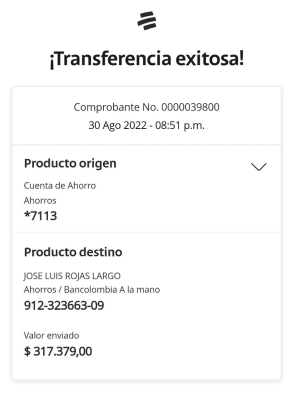 ¡Transferencia exitosa!
Comprobante No. 0000039800
30 Ago 2022 - 08:51 p.m.
Producto origen
Cuenta de Ahorro
Ahorros
*7113
Producto destino
JOSE LUIS ROJAS LARGO
Ahorros / Bancolombia A la mano
912-323663-09
Valor enviado
$ 317.379,00